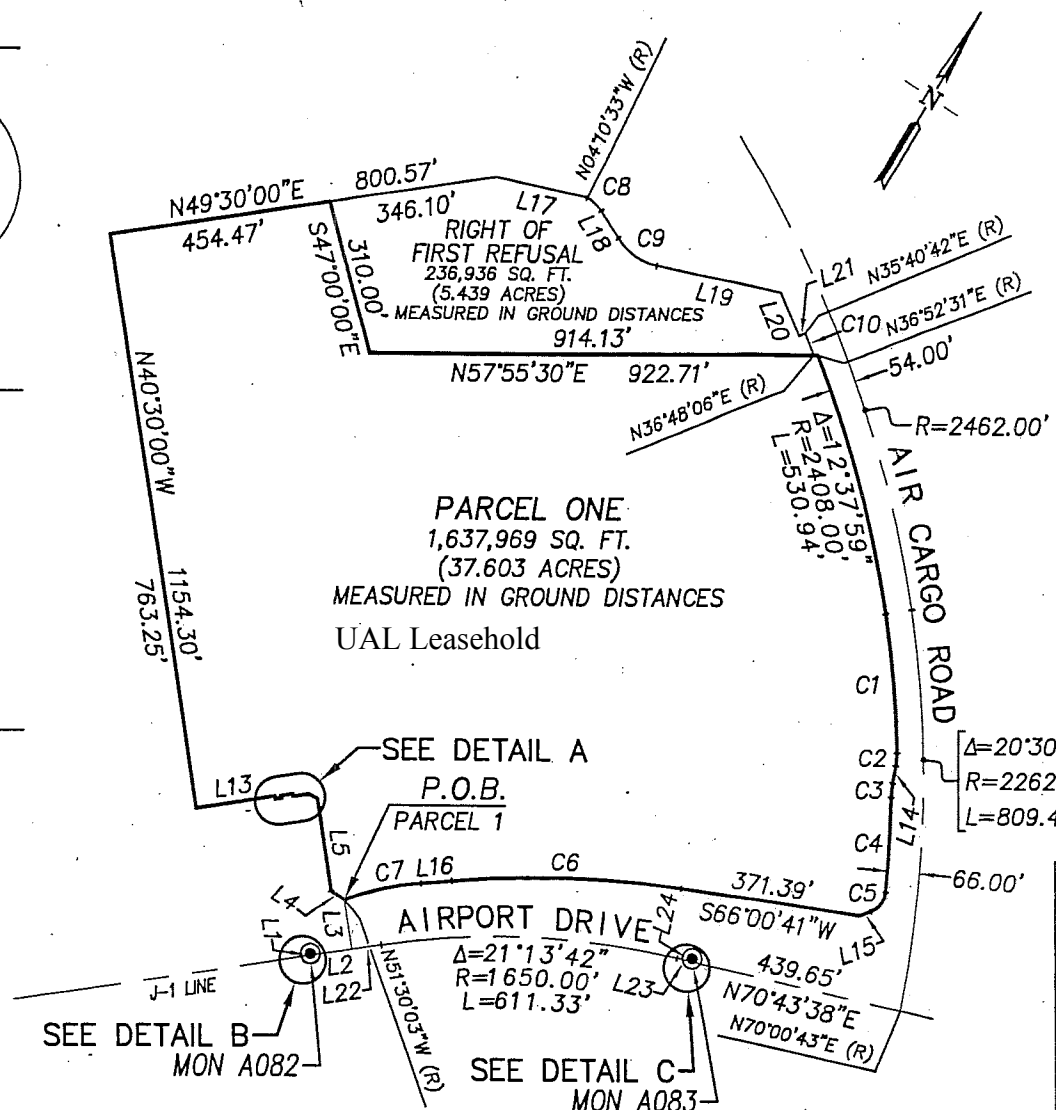 N04°10'33"W (R)
N
800.57'
C8
N49°30'00"E
L17
454.47'
346.10'
L18
RIGHT OF
FIRST REFUSAL
236,936 SQ. FT.
(5.439 ACRES)
MEASURED IN GROUND DISTANCES
S47°00'00"E
310.00'
C9
L19
L20
L21
N35°40'42"E (R)
C10
N36°52'31"E (R)
914.13'
N57°55'30"E 922.71'
54.00'
N36°48'06"E (R)
R=2462.00'
N40°30'00"W
Δ=12°37'59"
R=2408.00'
L=530.94'
AIR CARGO ROAD
PARCEL ONE
1,637,969 SQ. FT.
(37.603 ACRES)
MEASURED IN GROUND DISTANCES
UAL Leasehold
1154.30'
763.25'
C1
C2
C3
C4
C5
L14
Δ=20°30
R=2262
L=809.4
SEE DETAIL A
L13
P.O.B.
PARCEL 1
L5
L4
C7
L16
C6
371.39'
S66°00'41"W
66.00'
L15
L3
L1
L2
L22
AIRPORT DRIVE
L24
Δ=21°13'42"
R=1650.00'
L=611.33'
L23
J-1 LINE
N51°30'03"W (R)
439.65'
N70°43'38"E
N70°00'43"E (R)
SEE DETAIL B
MON A082
SEE DETAIL C
MON A083